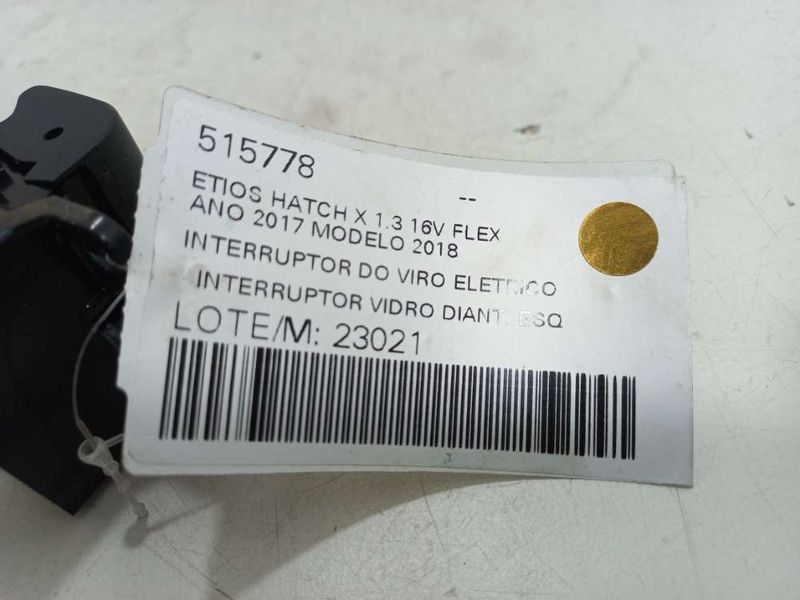 515778
--
ETIOS HATCH X 1.3 16V FLEX
ANO 2017 MODELO 2018
INTERRUPTOR DO VIRO ELETRICO
INTERRUPTOR VIDRO DIANT. ESQ
LOTE/M: 23021